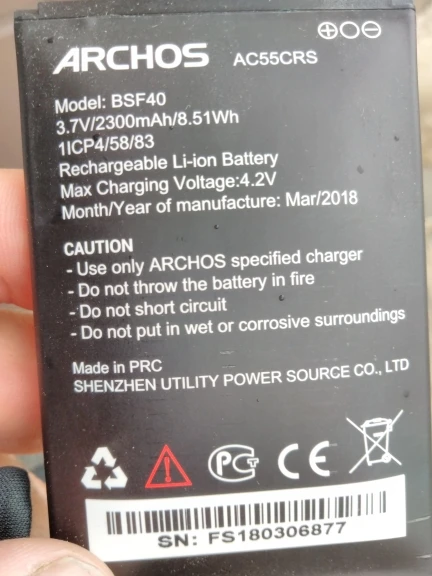 ARCHOS AC55CRS
Model: BSF40
3.7V/2300mAh/8.51Wh
1ICP4/58/83
Rechargeable Li-ion Battery
Max Charging Voltage:4.2V
Month/Year of manufacture: Mar/2018
CAUTION
- Use only ARCHOS specified charger
- Do not throw the battery in fire
- Do not short circuit
- Do not put in wet or corrosive surroundings
Made in PRC
SHENZHEN UTILITY POWER SOURCE CO., LTD
PCT CE
SN: FS180306877